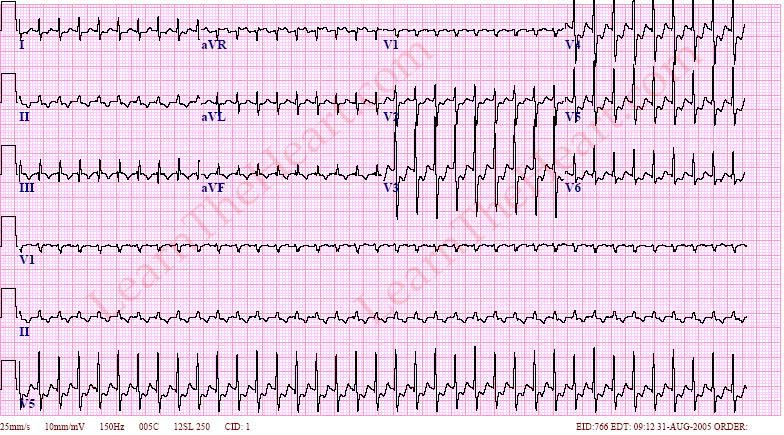 I aVR V1 V4
II aVL V2 V5
III aVF V3 V6
V1
II
V5
25mm/s 10mm/mV 150Hz 005C 12SL 250 CID: 1 EID:766 EDT: 09:12 31-AUG-2005 ORDER:
LearnTheHeart.com
LearnTheHeart.com